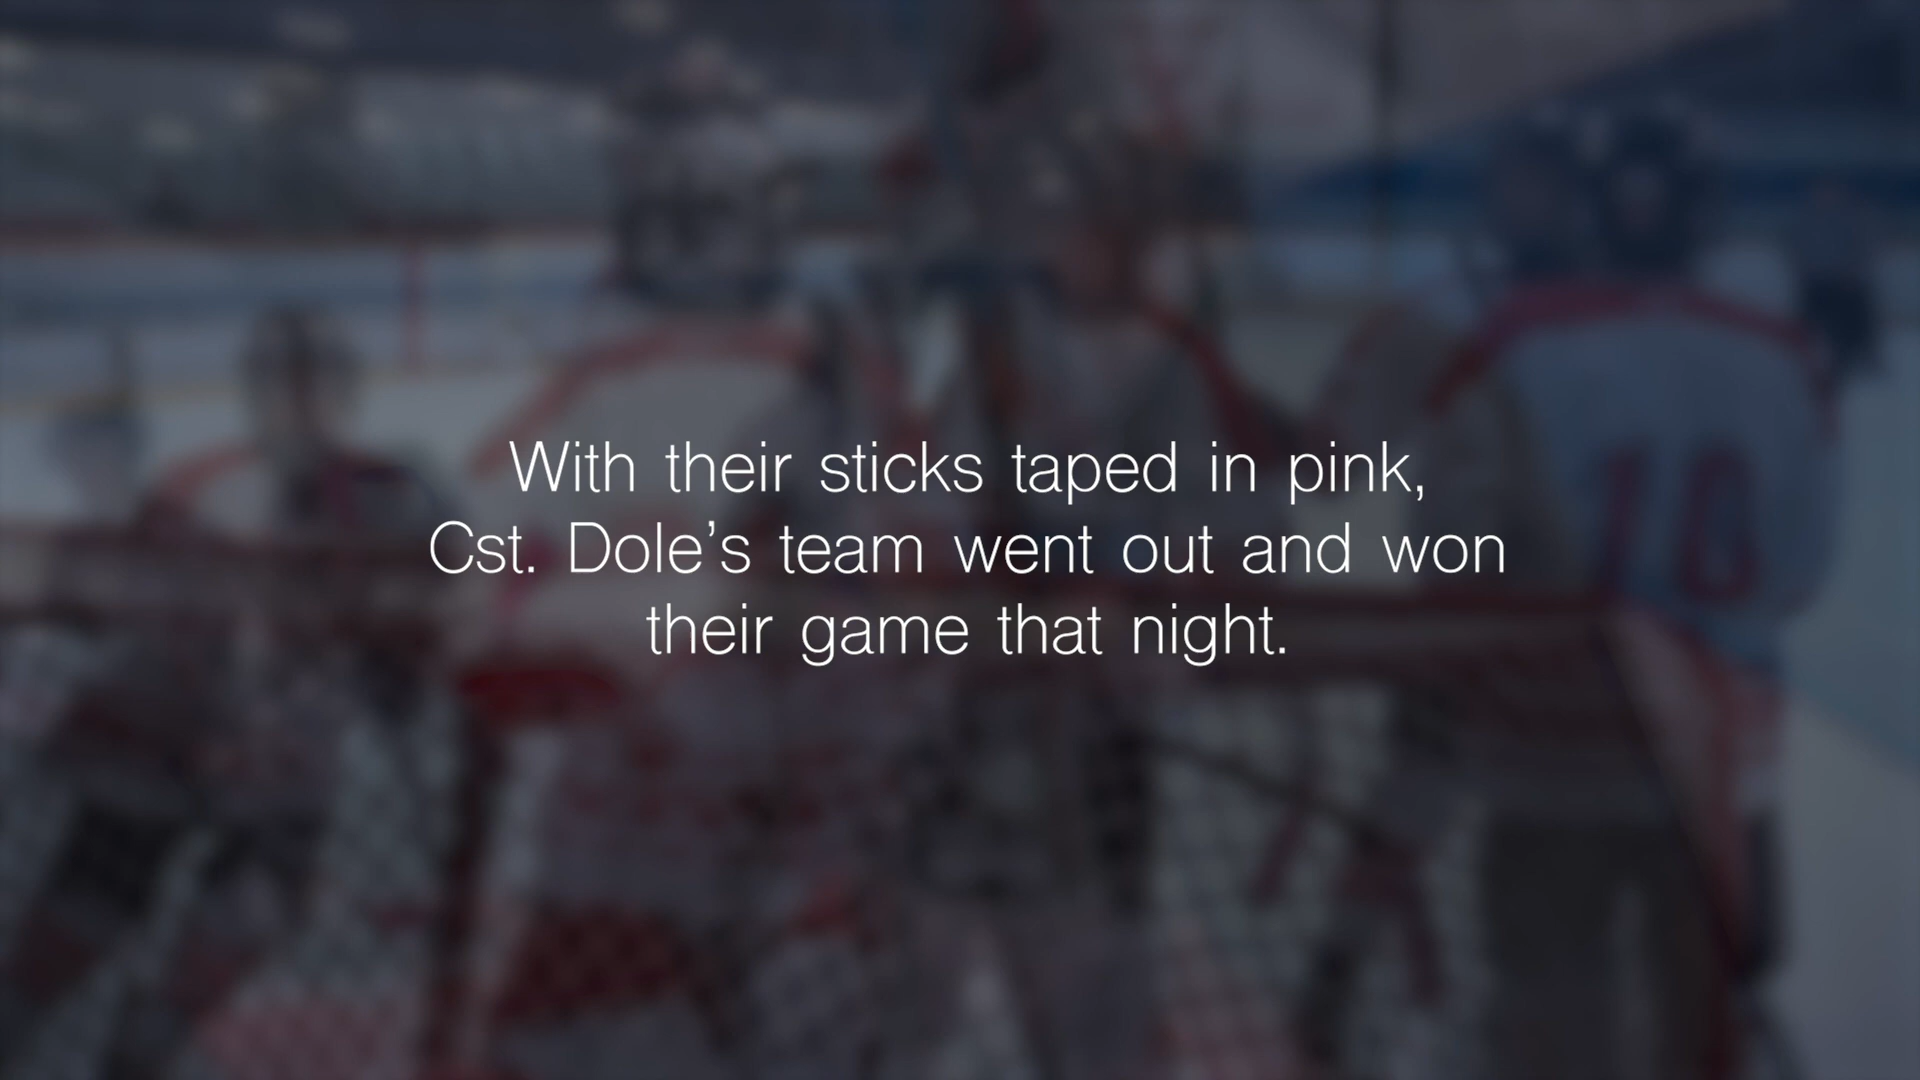 With their sticks taped in pink,
Cst. Dole’s team went out and won
their game that night.